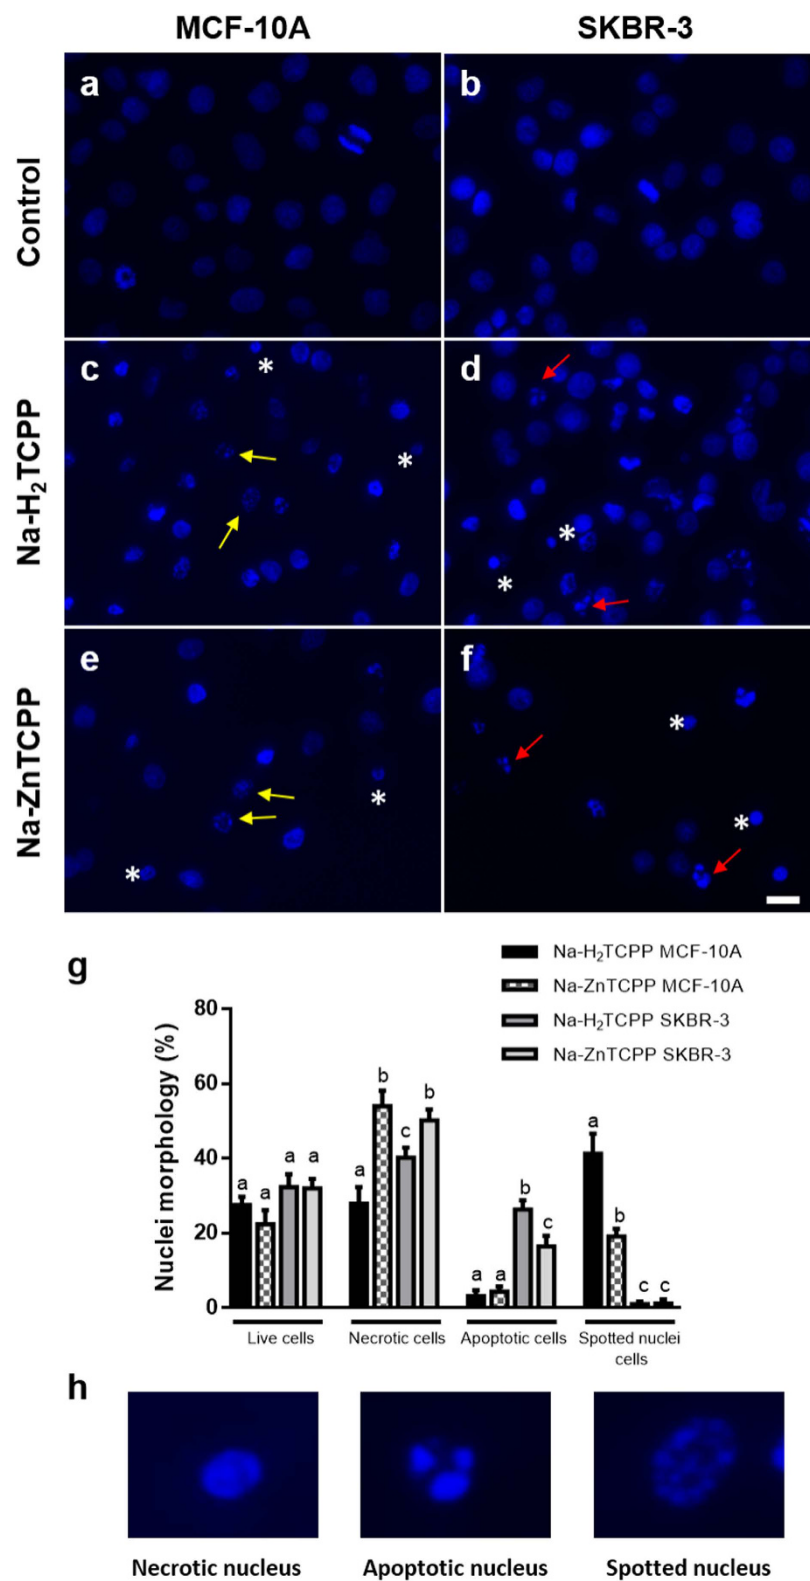 MCF-10A SKBR-3
Control
a b
* *
Na-H₂TCPP
c d
* * * *
Na-ZnTCPP
e f
* * * *
g
Na-H₂TCPP MCF-10A
Na-ZnTCPP MCF-10A
Na-H₂TCPP SKBR-3
Na-ZnTCPP SKBR-3
Nuclei morphology (%)
80
60
40
20
0
a a a a
a b c b
a a b c
a b c c
Live cells Necrotic cells Apoptotic cells Spotted nuclei
cells
h
Necrotic nucleus Apoptotic nucleus Spotted nucleus